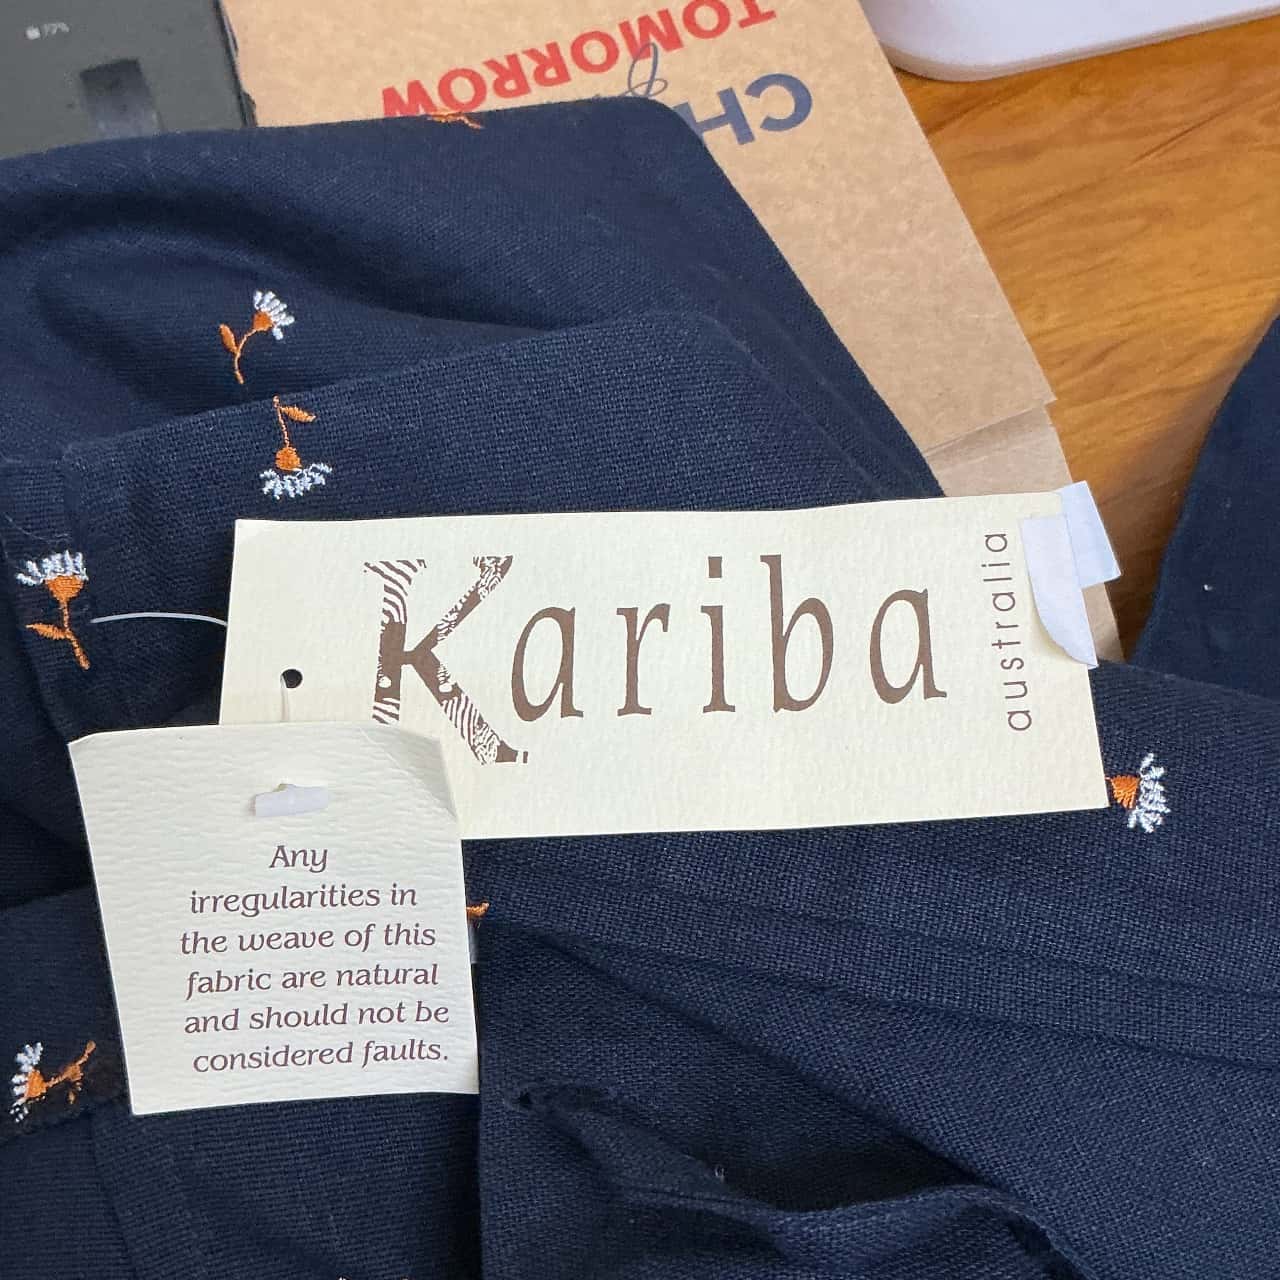 TOMORROW
CH
Kariba
australia
Any
irregularities in
the weave of this
fabric are natural
and should not be
considered faults.